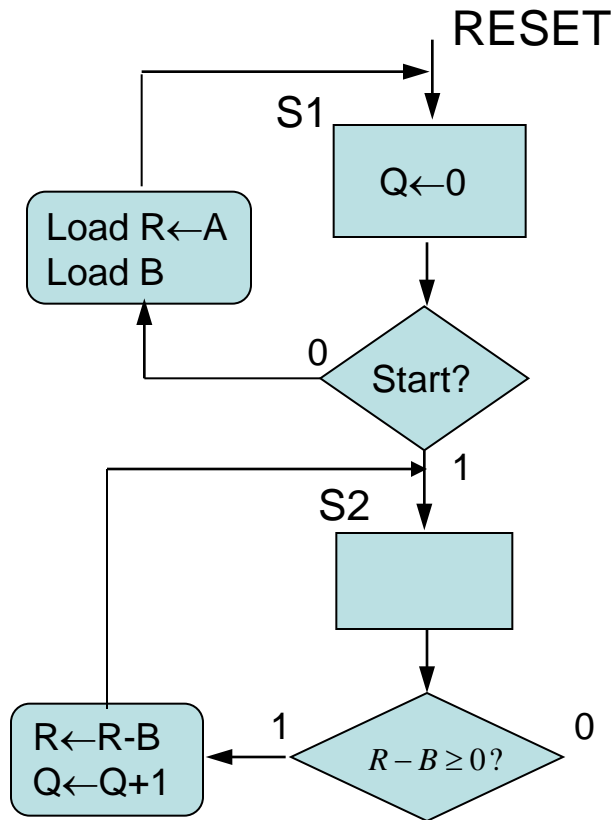 RESET
S1
Q←0
Load R←A
Load B
0
Start?
1
S2
1
0
R←R-B
Q←Q+1
R − B ≥ 0?